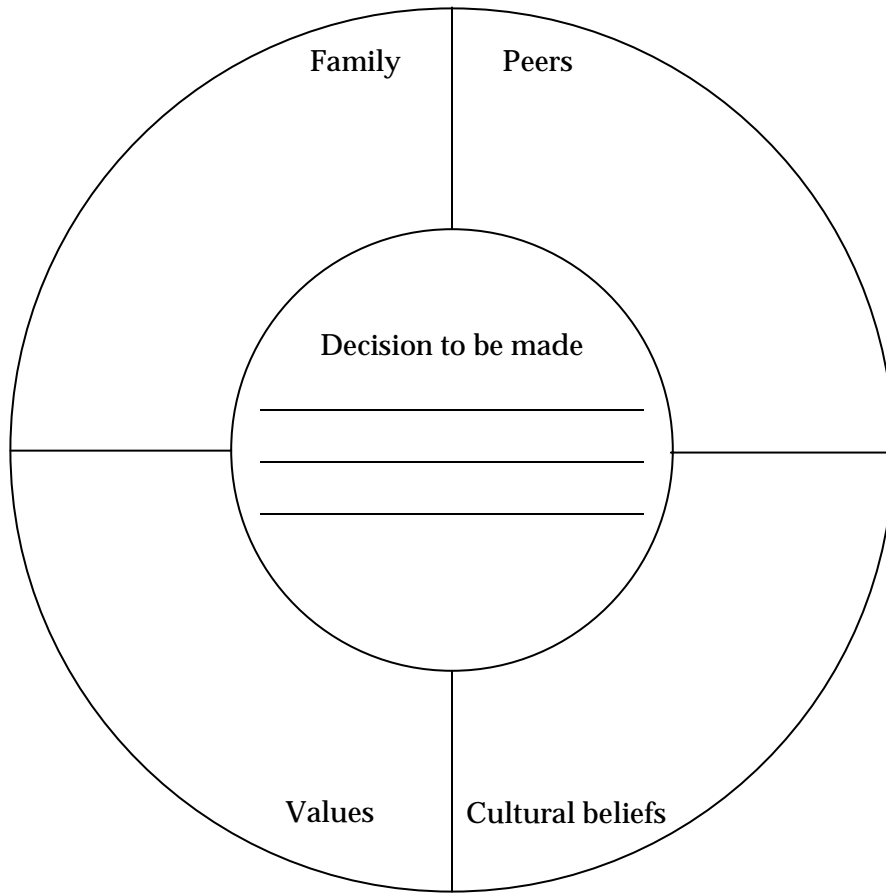 Family
Peers
Decision to be made
Values
Cultural beliefs